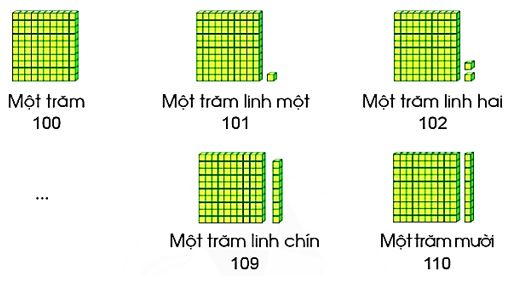 Một trăm
100
Một trăm linh một
101
Một trăm linh hai
102
...
Một trăm linh chín
109
Một trăm mười
110